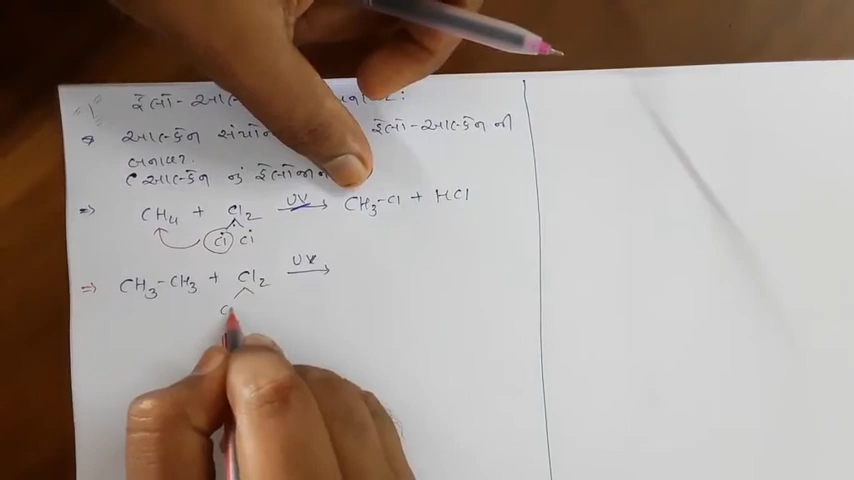 હેલો-આલ્કેન
આલ્કેન હેલો-આલ્કેન ની
બનાવટ.
આલ્કેન નું
CH4 + Cl2 UV CH3-Cl + HCl
Cl Cl
CH3-CH3 + Cl2 UV